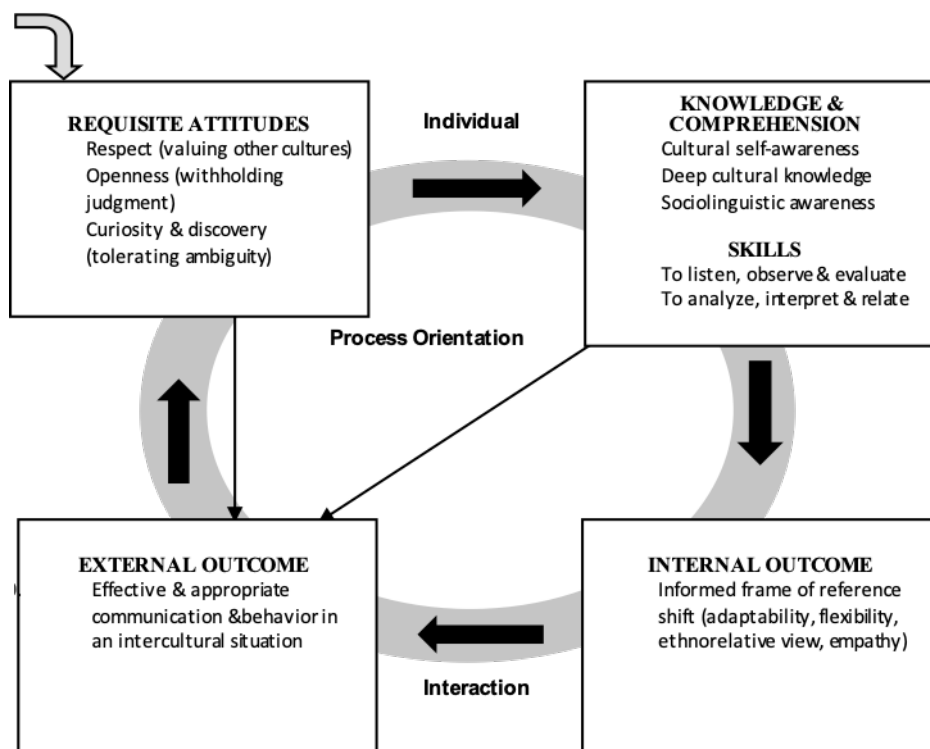 REQUISITE ATTITUDES
Respect (valuing other cultures)
Openness (withholding
judgment)
Curiosity & discovery
(tolerating ambiguity)
Individual
KNOWLEDGE &
COMPREHENSION
Cultural self-awareness
Deep cultural knowledge
Sociolinguistic awareness
SKILLS
To listen, observe & evaluate
To analyze, interpret & relate
Process Orientation
EXTERNAL OUTCOME
Effective & appropriate
communication &behavior in
an intercultural situation
INTERNAL OUTCOME
Informed frame of reference
shift (adaptability, flexibility,
ethnorelative view, empathy)
Interaction